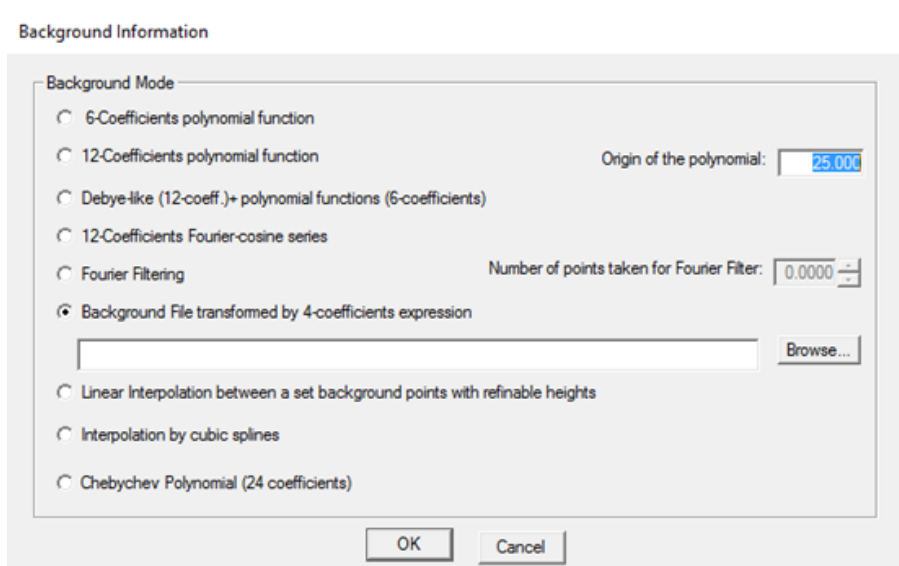 Background Information
Background Mode
6-Coefficients polynomial function
12-Coefficients polynomial function
Origin of the polynomial: 25.000
Debye-like (12-coeff.)+ polynomial functions (6-coefficients)
12-Coefficients Fourier-cosine series
Fourier Filtering
Number of points taken for Fourier Filter: 0.0000
Background File transformed by 4-coefficients expression
Browse...
Linear Interpolation between a set background points with refinable heights
Interpolation by cubic splines
Chebychev Polynomial (24 coefficients)
OK
Cancel